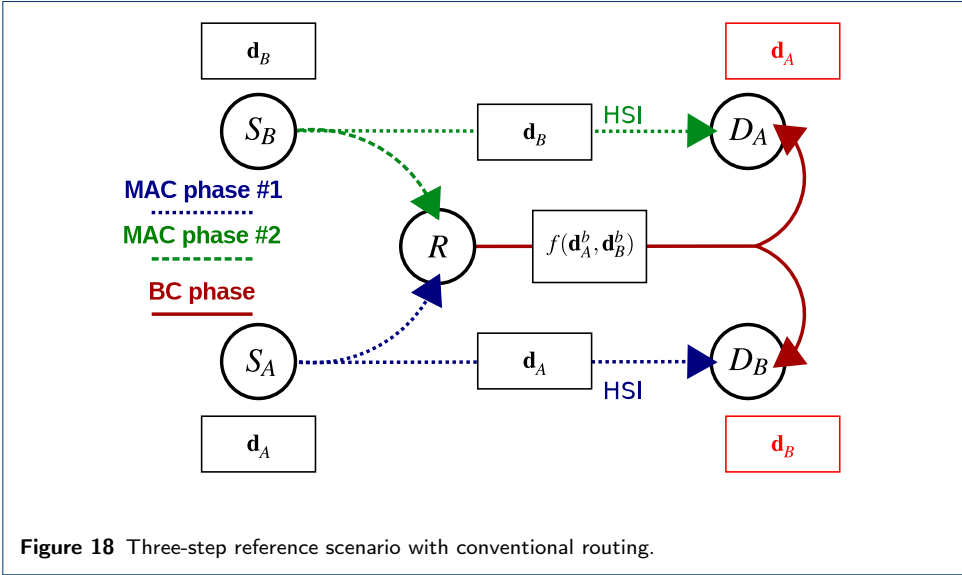 d_B
d_A
S_B
d_B
HSI
D_A
MAC phase #1
MAC phase #2
R
f(d_A^b, d_B^b)
BC phase
S_A
d_A
HSI
D_B
d_A
d_B
Figure 18 Three-step reference scenario with conventional routing.